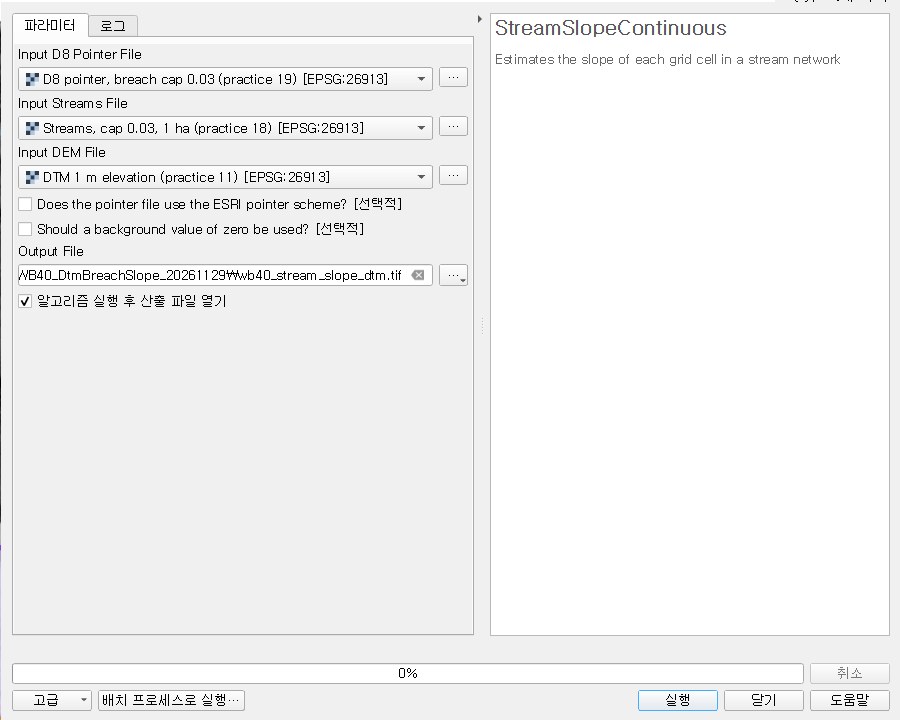 파라미터
로그
Input D8 Pointer File
D8 pointer, breach cap 0.03 (practice 19) [EPSG:26913]
...
Input Streams File
Streams, cap 0.03, 1 ha (practice 18) [EPSG:26913]
...
Input DEM File
DTM 1 m elevation (practice 11) [EPSG:26913]
...
Does the pointer file use the ESRI pointer scheme? [선택적]
Should a background value of zero be used? [선택적]
Output File
WB40_DtmBreachSlope_20261129₩wb40_stream_slope_dtm.tif
...
알고리즘 실행 후 산출 파일 열기
StreamSlopeContinuous
Estimates the slope of each grid cell in a stream network
0%
취소
고급
배치 프로세스로 실행...
실행
닫기
도움말